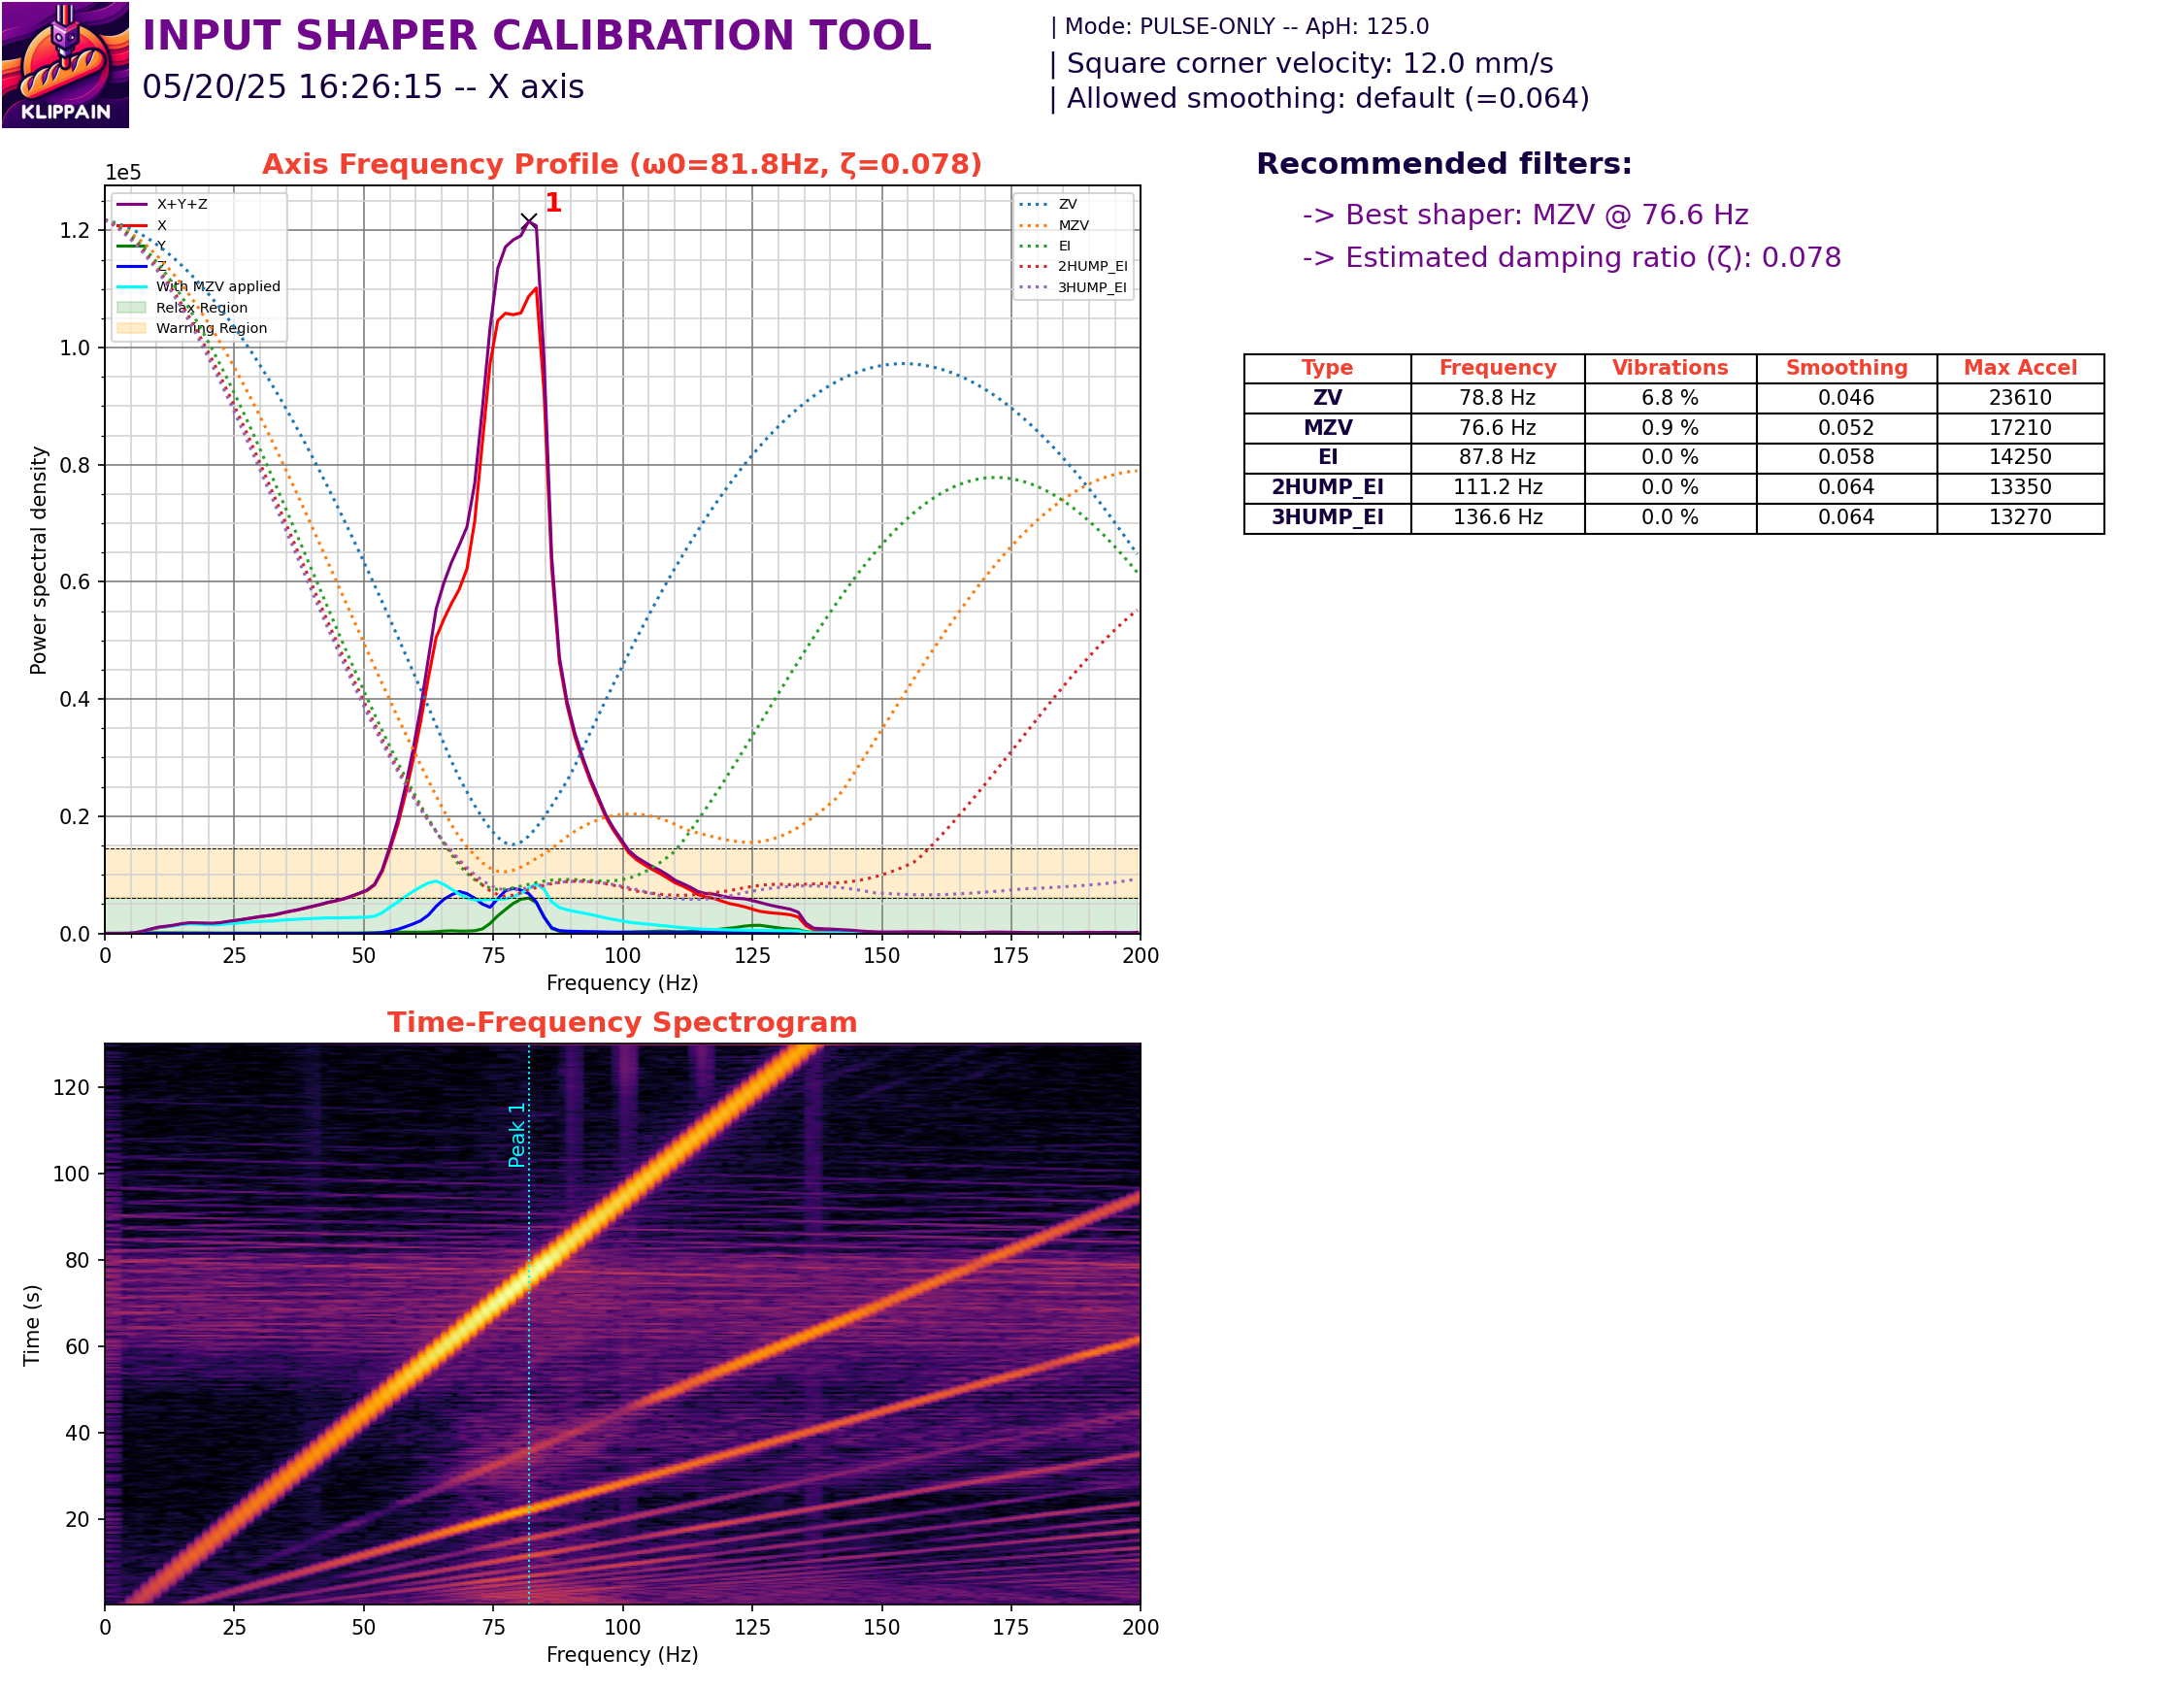 KLIPPAIN
INPUT SHAPER CALIBRATION TOOL
05/20/25 16:26:15 -- X axis
| Mode: PULSE-ONLY -- ApH: 125.0
| Square corner velocity: 12.0 mm/s
| Allowed smoothing: default (=0.064)
Axis Frequency Profile (ω0=81.8Hz, ζ=0.078)
1e5
1
X+Y+Z
X
Y
Z
With MZV applied
Relax Region
Warning Region
ZV
MZV
EI
2HUMP_EI
3HUMP_EI
Power spectral density
1.2
1.0
0.8
0.6
0.4
0.2
0.0
0 25 50 75 100 125 150 175 200
Frequency (Hz)
Recommended filters:
-> Best shaper: MZV @ 76.6 Hz
-> Estimated damping ratio (ζ): 0.078
Type Frequency Vibrations Smoothing Max Accel
ZV 78.8 Hz 6.8 % 0.046 23610
MZV 76.6 Hz 0.9 % 0.052 17210
EI 87.8 Hz 0.0 % 0.058 14250
2HUMP_EI 111.2 Hz 0.0 % 0.064 13350
3HUMP_EI 136.6 Hz 0.0 % 0.064 13270
Time-Frequency Spectrogram
Peak 1
Time (s)
120
100
80
60
40
20
0 25 50 75 100 125 150 175 200
Frequency (Hz)